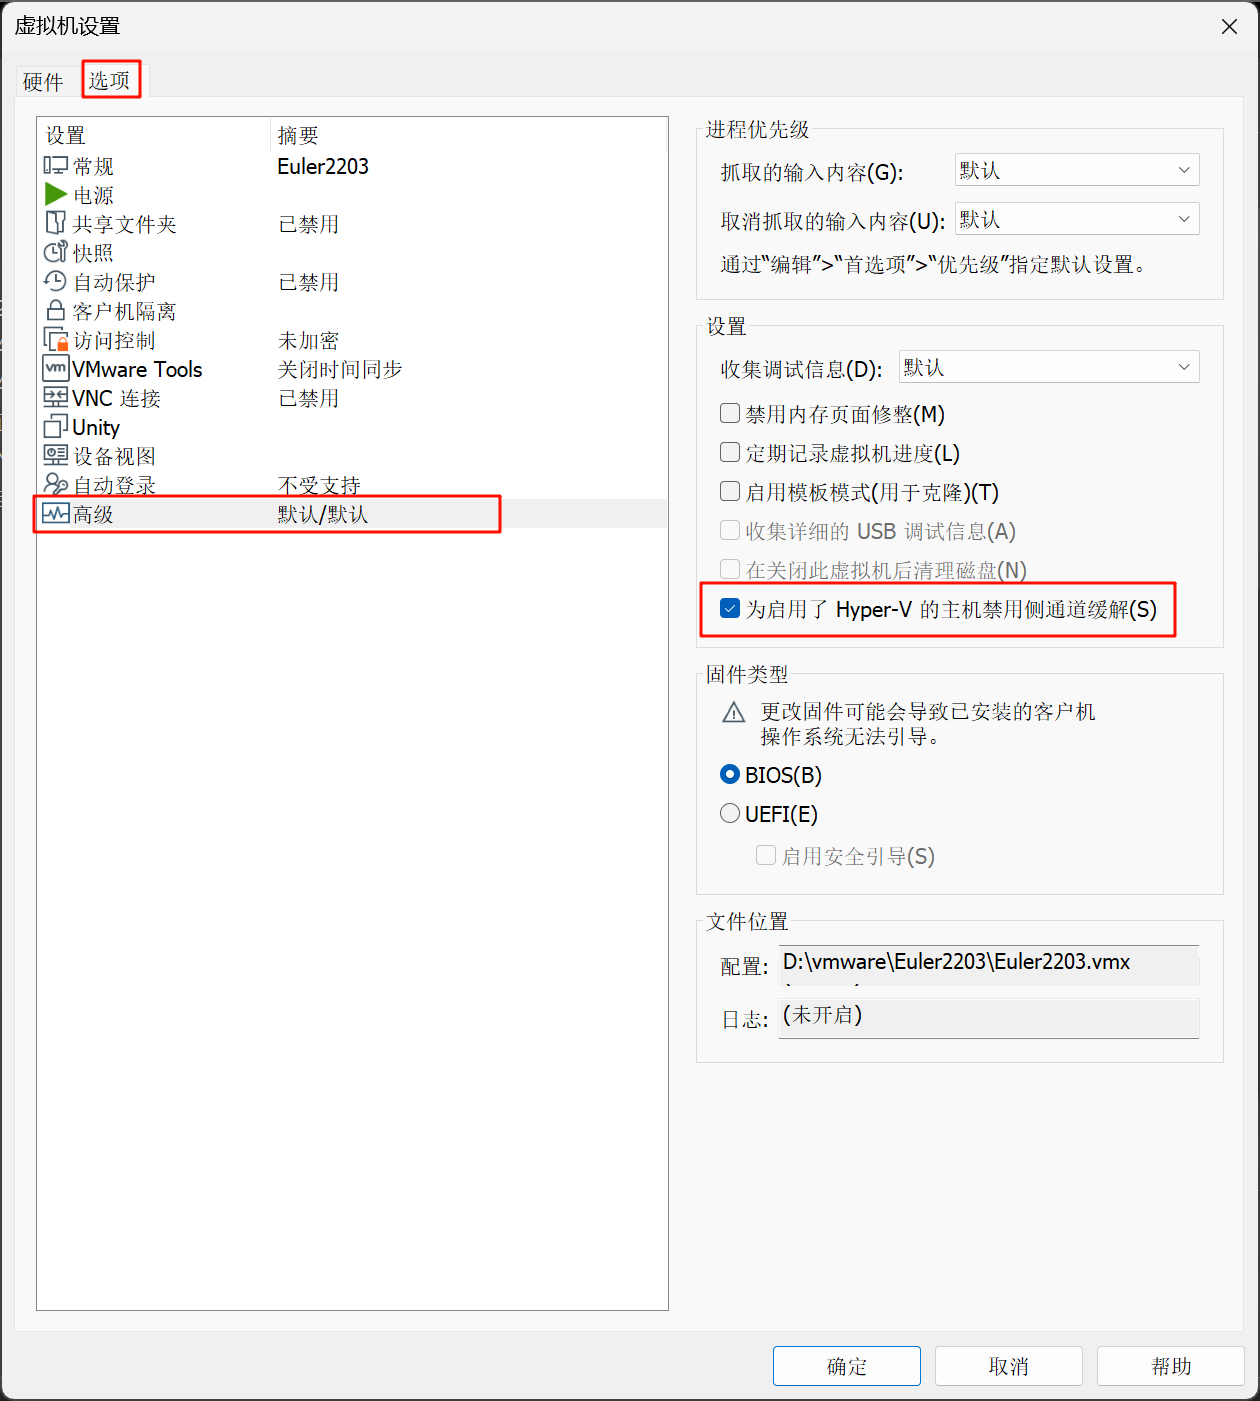 虚拟机设置
硬件 选项
设置 摘要
常规 Euler2203
电源
共享文件夹 已禁用
快照
自动保护 已禁用
客户机隔离
访问控制 未加密
vm VMware Tools 关闭时间同步
VNC 连接 已禁用
Unity
设备视图
自动登录 不受支持
高级 默认/默认
进程优先级
抓取的输入内容(G): 默认
取消抓取的输入内容(U): 默认
通过“编辑”>“首选项”>“优先级”指定默认设置。
设置
收集调试信息(D): 默认
禁用内存页面修整(M)
定期记录虚拟机进度(L)
启用模板模式(用于克隆)(T)
收集详细的 USB 调试信息(A)
在关闭此虚拟机后清理磁盘(N)
为启用了 Hyper-V 的主机禁用侧通道缓解(S)
固件类型
更改固件可能会导致已安装的客户机
操作系统无法引导。
BIOS(B)
UEFI(E)
启用安全引导(S)
文件位置
配置: D:\vmware\Euler2203\Euler2203.vmx
日志: (未开启)
确定 取消 帮助